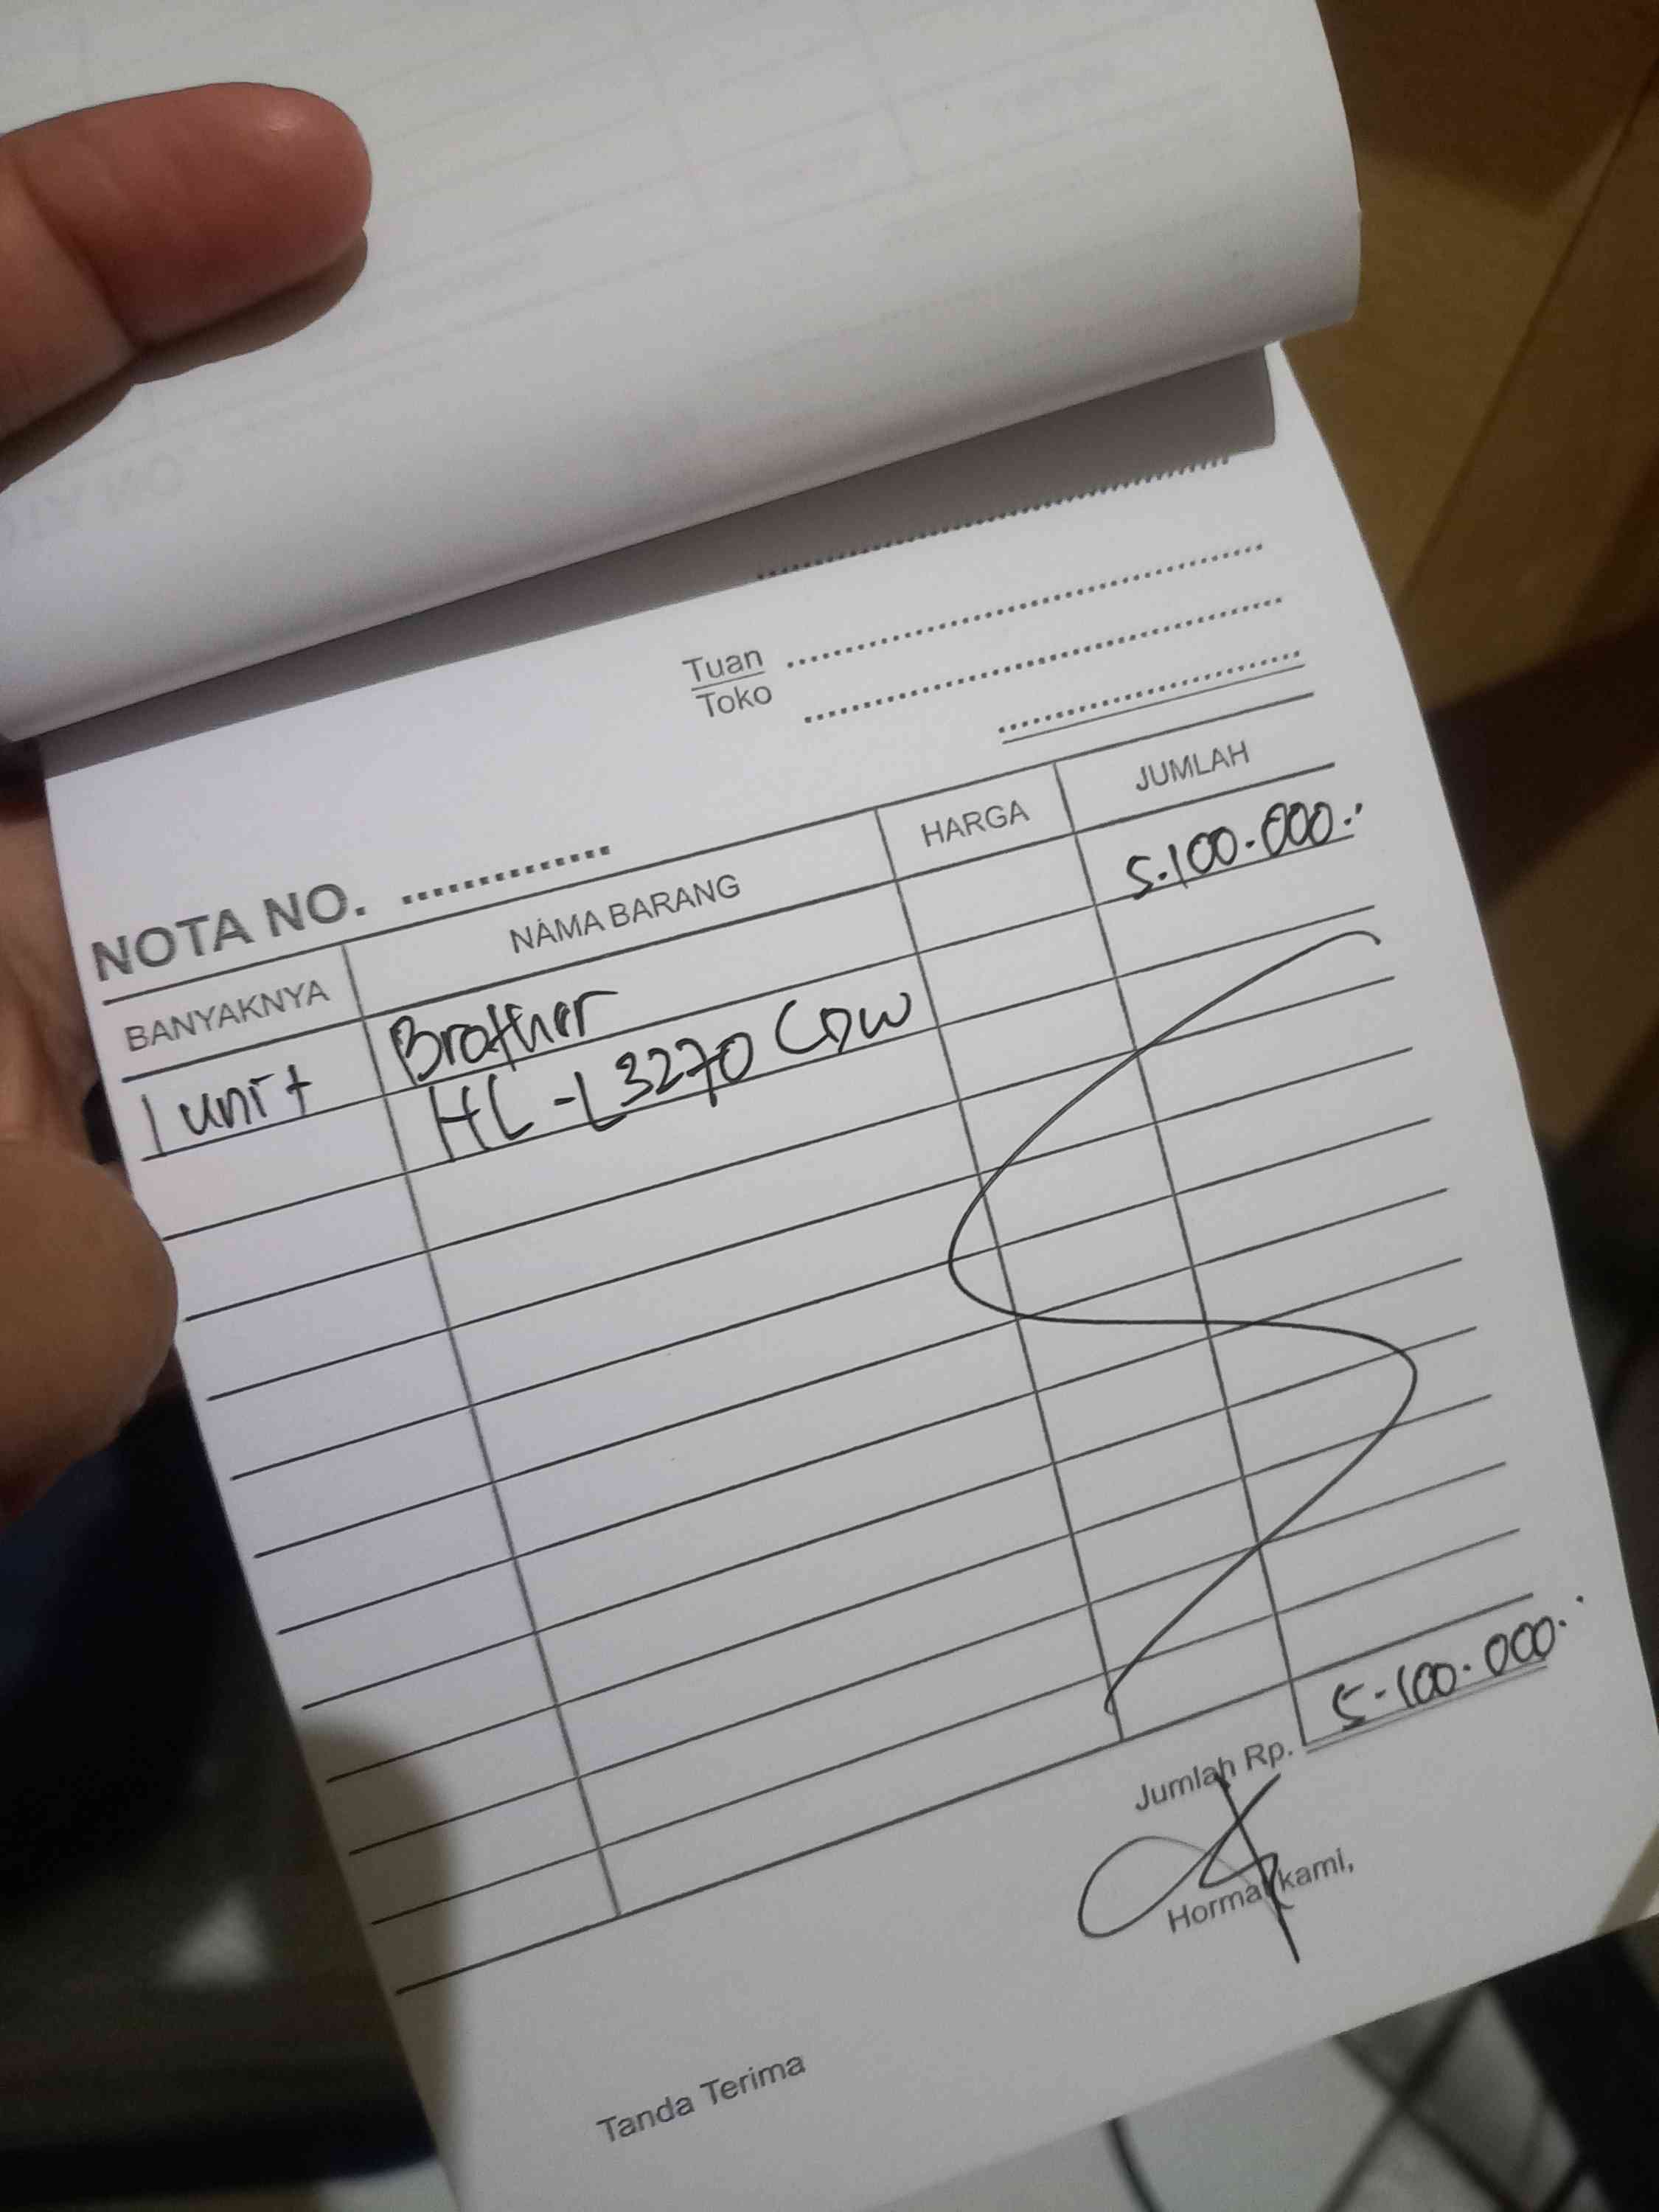 Tuan
Toko
NOTA NO.
BANYAKNYA NAMA BARANG HARGA JUMLAH
1 unit Brother 5.100.000
HL-L3270 CDW
Jumlah Rp. 5.100.000
Hormat kami,
Tanda Terima